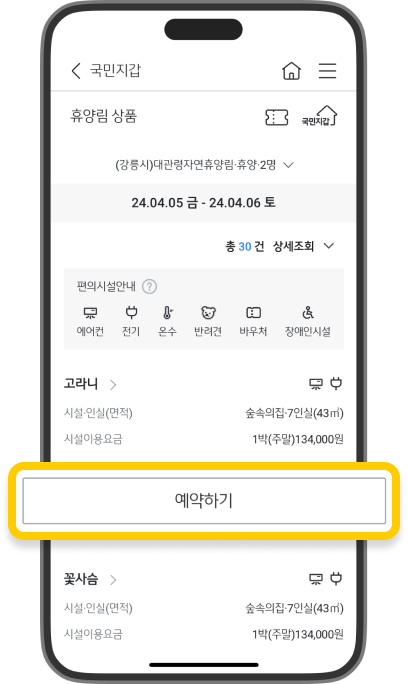 국민지갑
휴양림 상품
국민지갑
(강릉시)대관령자연휴양림·휴양·2명
24.04.05 금 - 24.04.06 토
총 30 건 상세조회
편의시설안내 ?
에어컨 전기 온수 반려견 바우처 장애인시설
고라니
시설·인실(면적) 숲속의집·7인실(43㎡)
시설이용요금 1박(주말)134,000원
예약하기
꽃사슴
시설·인실(면적) 숲속의집·7인실(43㎡)
시설이용요금 1박(주말)134,000원